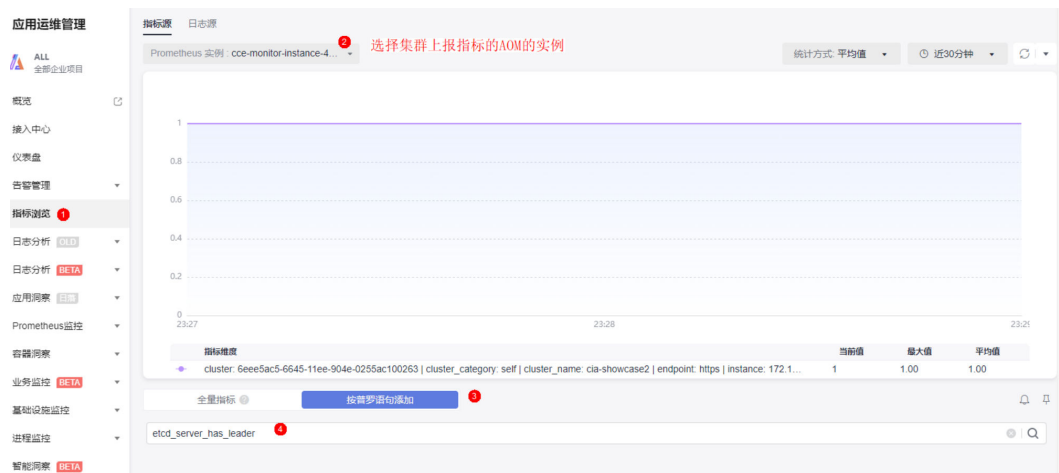 应用运维管理
ALL
全部企业项目
概览
接入中心
仪表盘
告警管理
指标浏览 1
日志分析 OLD
日志分析 BETA
应用洞察 日落
Prometheus监控
容器洞察
业务监控 BETA
基础设施监控
进程监控
智能洞察 BETA
指标源 日志源
Prometheus 实例 : cce-monitor-instance-4... 2 选择集群上报指标的AOM的实例 统计方式: 平均值 近30分钟
1
0.8
0.6
0.4
0.2
0
23:27 23:28 23:29
指标维度 当前值 最大值 平均值
cluster: 6eee5ac5-6645-11ee-904e-0255ac100263 | cluster_category: self | cluster_name: cia-showcase2 | endpoint: https | instance: 172.1... 1 1.00 1.00
全量指标 按普罗语句添加 3
etcd_server_has_leader 4